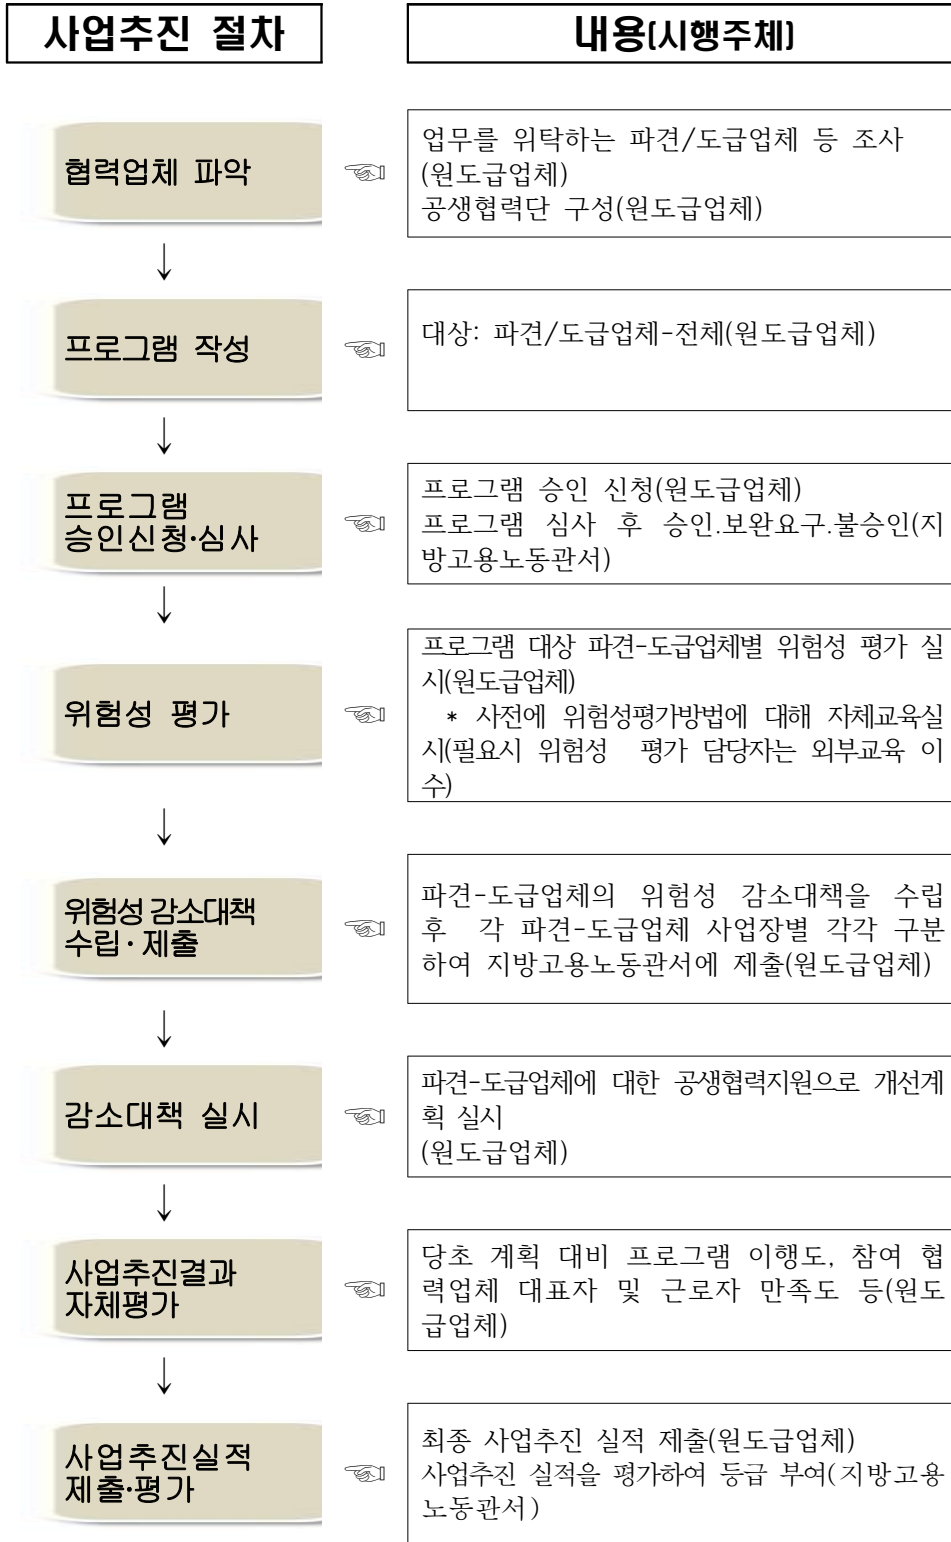 사업추진 절차
내용(시행주체)
협력업체 파악
☜
업무를 위탁하는 파견/도급업체 등 조사
(원도급업체)
공생협력단 구성(원도급업체)
↓
프로그램 작성
☜
대상: 파견/도급업체-전체(원도급업체)
↓
프로그램
승인신청·심사
☜
프로그램 승인 신청(원도급업체)
프로그램 심사 후 승인.보완요구.불승인(지
방고용노동관서)
↓
위험성 평가
☜
프로그램 대상 파견-도급업체별 위험성 평가 실
시(원도급업체)
* 사전에 위험성평가방법에 대해 자체교육실
시(필요시 위험성 평가 담당자는 외부교육 이
수)
↓
위험성 감소대책
수립·제출
☜
파견-도급업체의 위험성 감소대책을 수립
후 각 파견-도급업체 사업장별 각각 구분
하여 지방고용노동관서에 제출(원도급업체)
↓
감소대책 실시
☜
파견-도급업체에 대한 공생협력지원으로 개선계
획 실시
(원도급업체)
↓
사업추진결과
자체평가
☜
당초 계획 대비 프로그램 이행도, 참여 협
력업체 대표자 및 근로자 만족도 등(원도
급업체)
↓
사업추진실적
제출·평가
☜
최종 사업추진 실적 제출(원도급업체)
사업추진 실적을 평가하여 등급 부여(지방고용
노동관서)